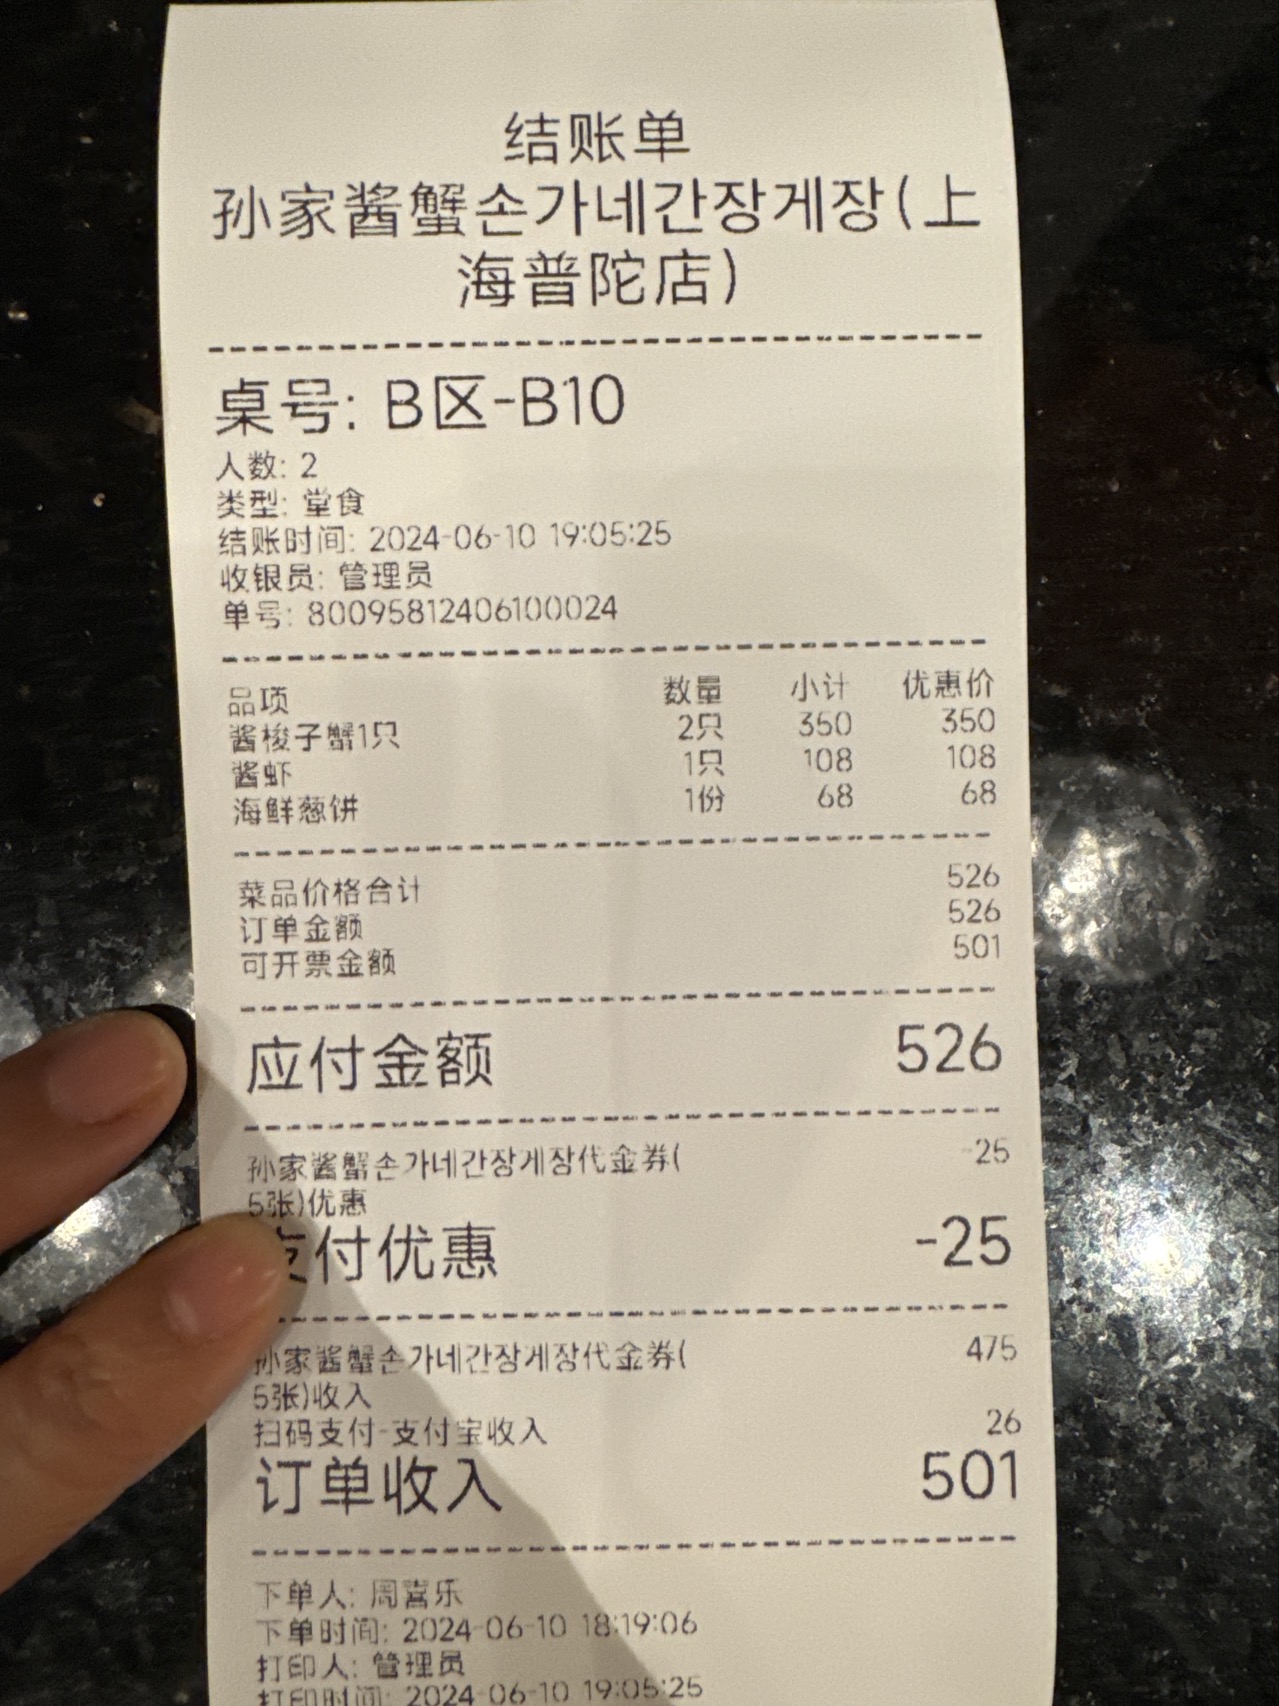 结账单
孙家酱蟹손가네간장게장(上
海普陀店)
桌号: B区-B10
人数: 2
类型: 堂食
结账时间: 2024-06-10 19:05:25
收银员: 管理员
单号: 80095812406100024
品项 数量 小计 优惠价
酱梭子蟹1只 2只 350 350
酱虾 1只 108 108
海鲜葱饼 1份 68 68
菜品价格合计 526
订单金额 526
可开票金额 501
应付金额 526
孙家酱蟹손가네간장게장代金券( -25
5张)优惠
支付优惠 -25
孙家酱蟹손가네간장게장代金券( 475
5张)收入
扫码支付-支付宝收入 26
订单收入 501
下单人: 周喜乐
下单时间: 2024-06-10 18:19:06
打印人: 管理员
打印时间: 2024-06-10 19:05:25